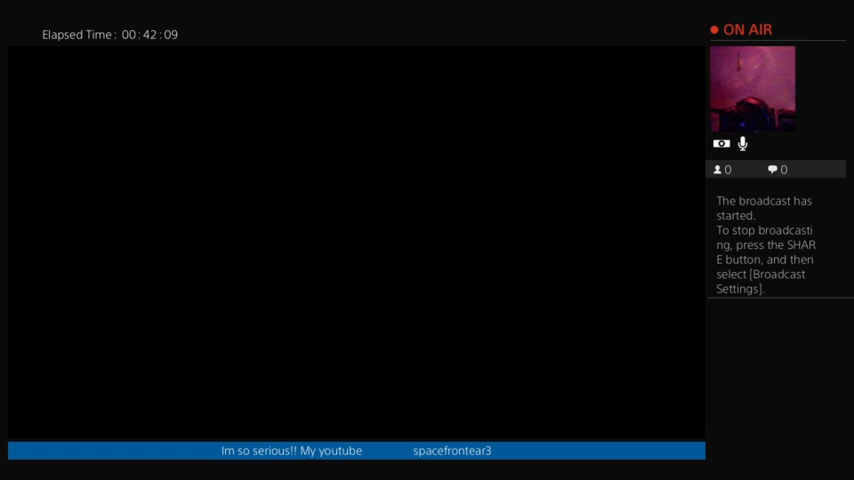 Elapsed Time: 00:42:09
ON AIR
0 0
The broadcast has
started.
To stop broadcasti
ng, press the SHAR
E button, and then
select [Broadcast
Settings].
Im so serious!! My youtube spacefrontear3